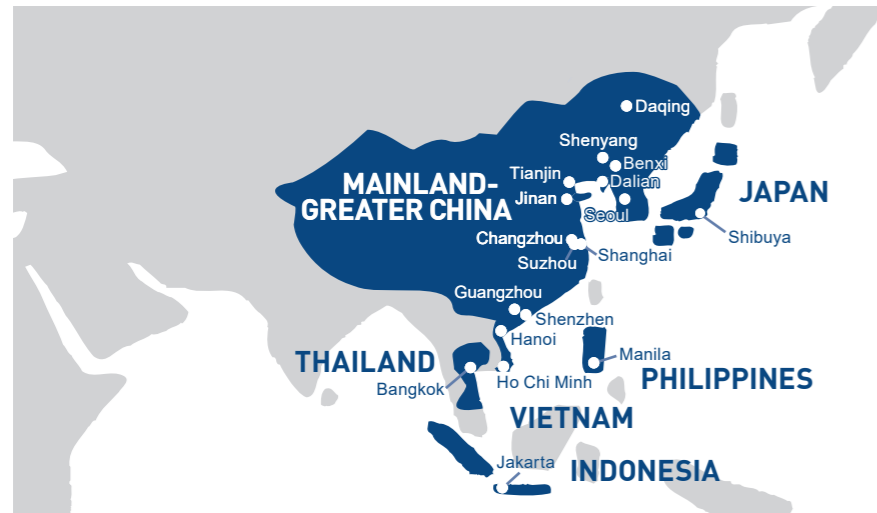 Daqing
Shenyang
Benxi
Tianjin
Dalian
MAINLAND-
GREATER CHINA
Jinan
JAPAN
Seoul
Shibuya
Changzhou
Shanghai
Suzhou
Guangzhou
Shenzhen
Hanoi
THAILAND
Manila
Bangkok
Ho Chi Minh
PHILIPPINES
VIETNAM
Jakarta
INDONESIA